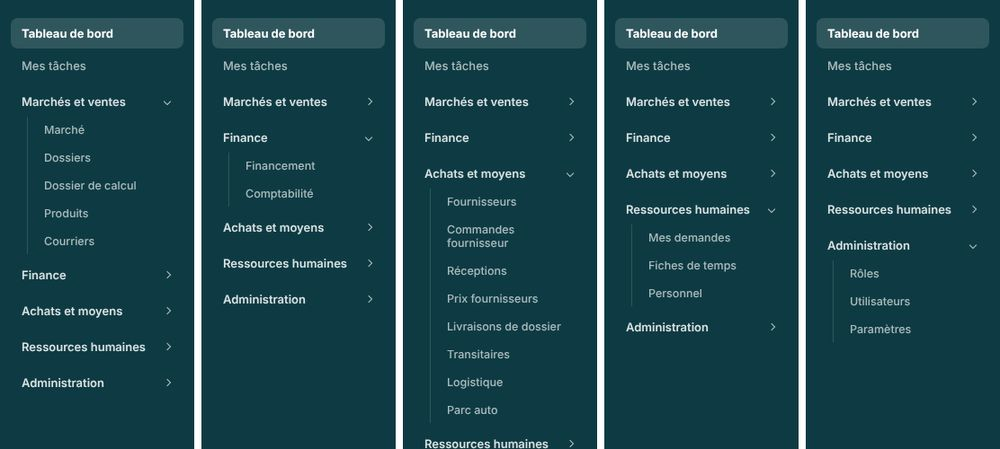 Tableau de bord
Mes tâches
Marchés et ventes
Marché
Dossiers
Dossier de calcul
Produits
Courriers
Finance
Achats et moyens
Ressources humaines
Administration
Tableau de bord
Mes tâches
Marchés et ventes
Finance
Financement
Comptabilité
Achats et moyens
Ressources humaines
Administration
Tableau de bord
Mes tâches
Marchés et ventes
Finance
Achats et moyens
Fournisseurs
Commandes
fournisseur
Réceptions
Prix fournisseurs
Livraisons de dossier
Transitaires
Logistique
Parc auto
Ressources humaines
Tableau de bord
Mes tâches
Marchés et ventes
Finance
Achats et moyens
Ressources humaines
Mes demandes
Fiches de temps
Personnel
Administration
Tableau de bord
Mes tâches
Marchés et ventes
Finance
Achats et moyens
Ressources humaines
Administration
Rôles
Utilisateurs
Paramètres